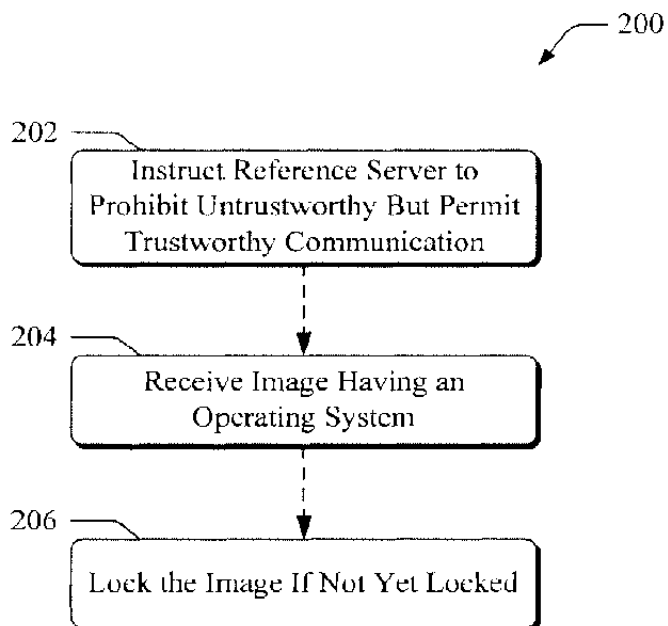 200
202
Instruct Reference Server to
Prohibit Untrustworthy But Permit
Trustworthy Communication
204
Receive Image Having an
Operating System
206
Lock the Image If Not Yet Locked